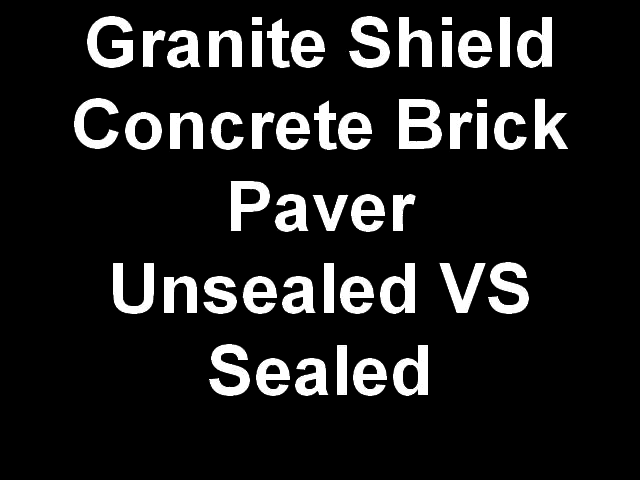 Granite Shield
Concrete Brick
Paver
Unsealed VS
Sealed